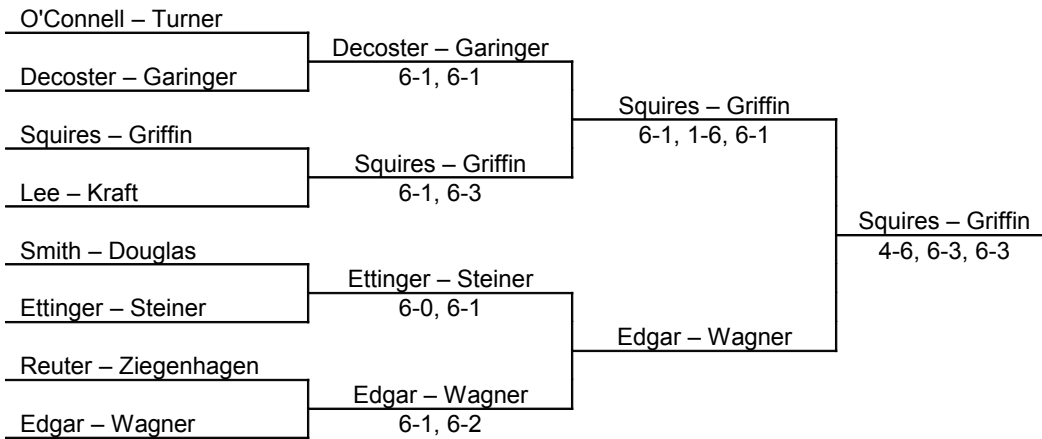 O'Connell – Turner
Decoster – Garinger
Decoster – Garinger
6-1, 6-1
Squires – Griffin
6-1, 1-6, 6-1
Squires – Griffin
Squires – Griffin
6-1, 6-3
Lee – Kraft
Squires – Griffin
4-6, 6-3, 6-3
Smith – Douglas
Ettinger – Steiner
6-0, 6-1
Ettinger – Steiner
Edgar – Wagner
Reuter – Ziegenhagen
Edgar – Wagner
6-1, 6-2
Edgar – Wagner